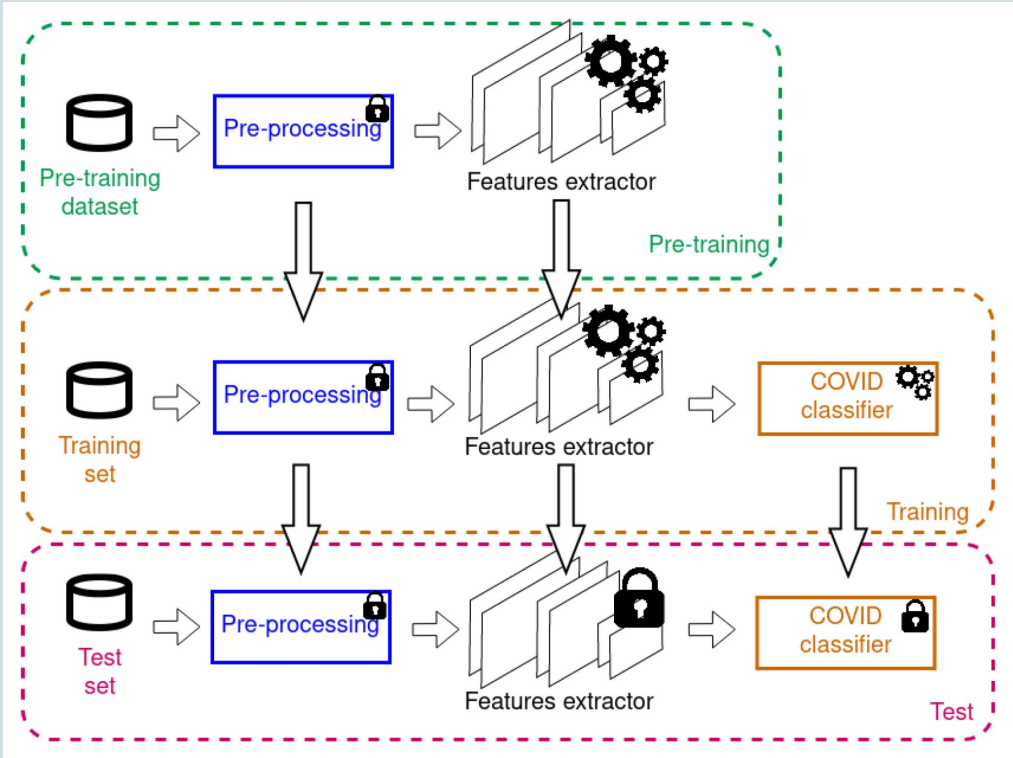 Pre-processing
Pre-training
dataset
Features extractor
Pre-training
Pre-processing
COVID
classifier
Training
set
Features extractor
Training
Pre-processing
COVID
classifier
Test
set
Features extractor
Test